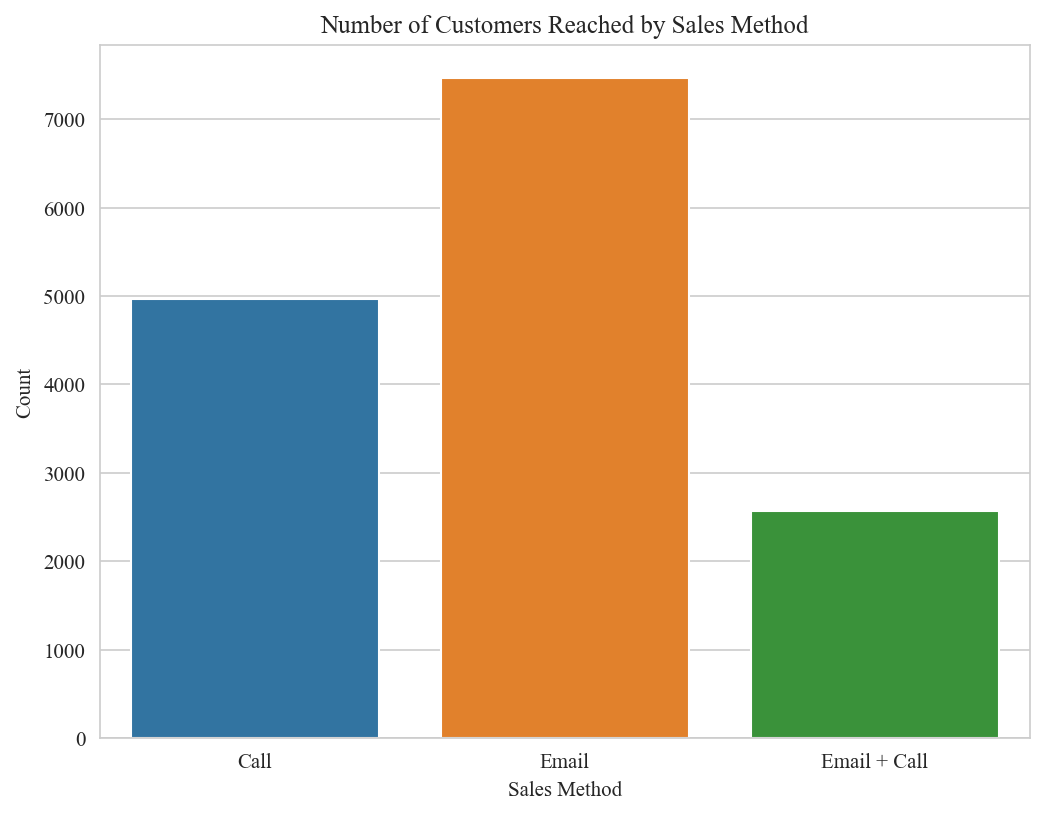 Number of Customers Reached by Sales Method
7000
6000
5000
4000
3000
2000
1000
0
Count
Call
Email
Email + Call
Sales Method